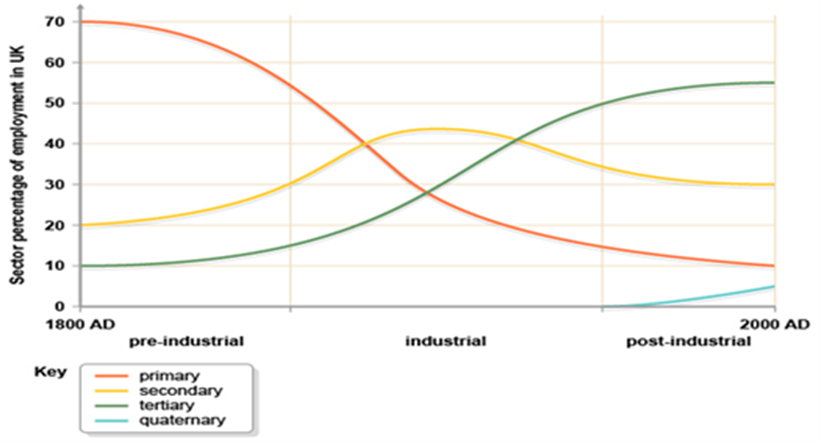 Sector percentage of employment in UK
70
60
50
40
30
20
10
0
1800 AD
2000 AD
pre-industrial
industrial
post-industrial
Key
primary
secondary
tertiary
quaternary